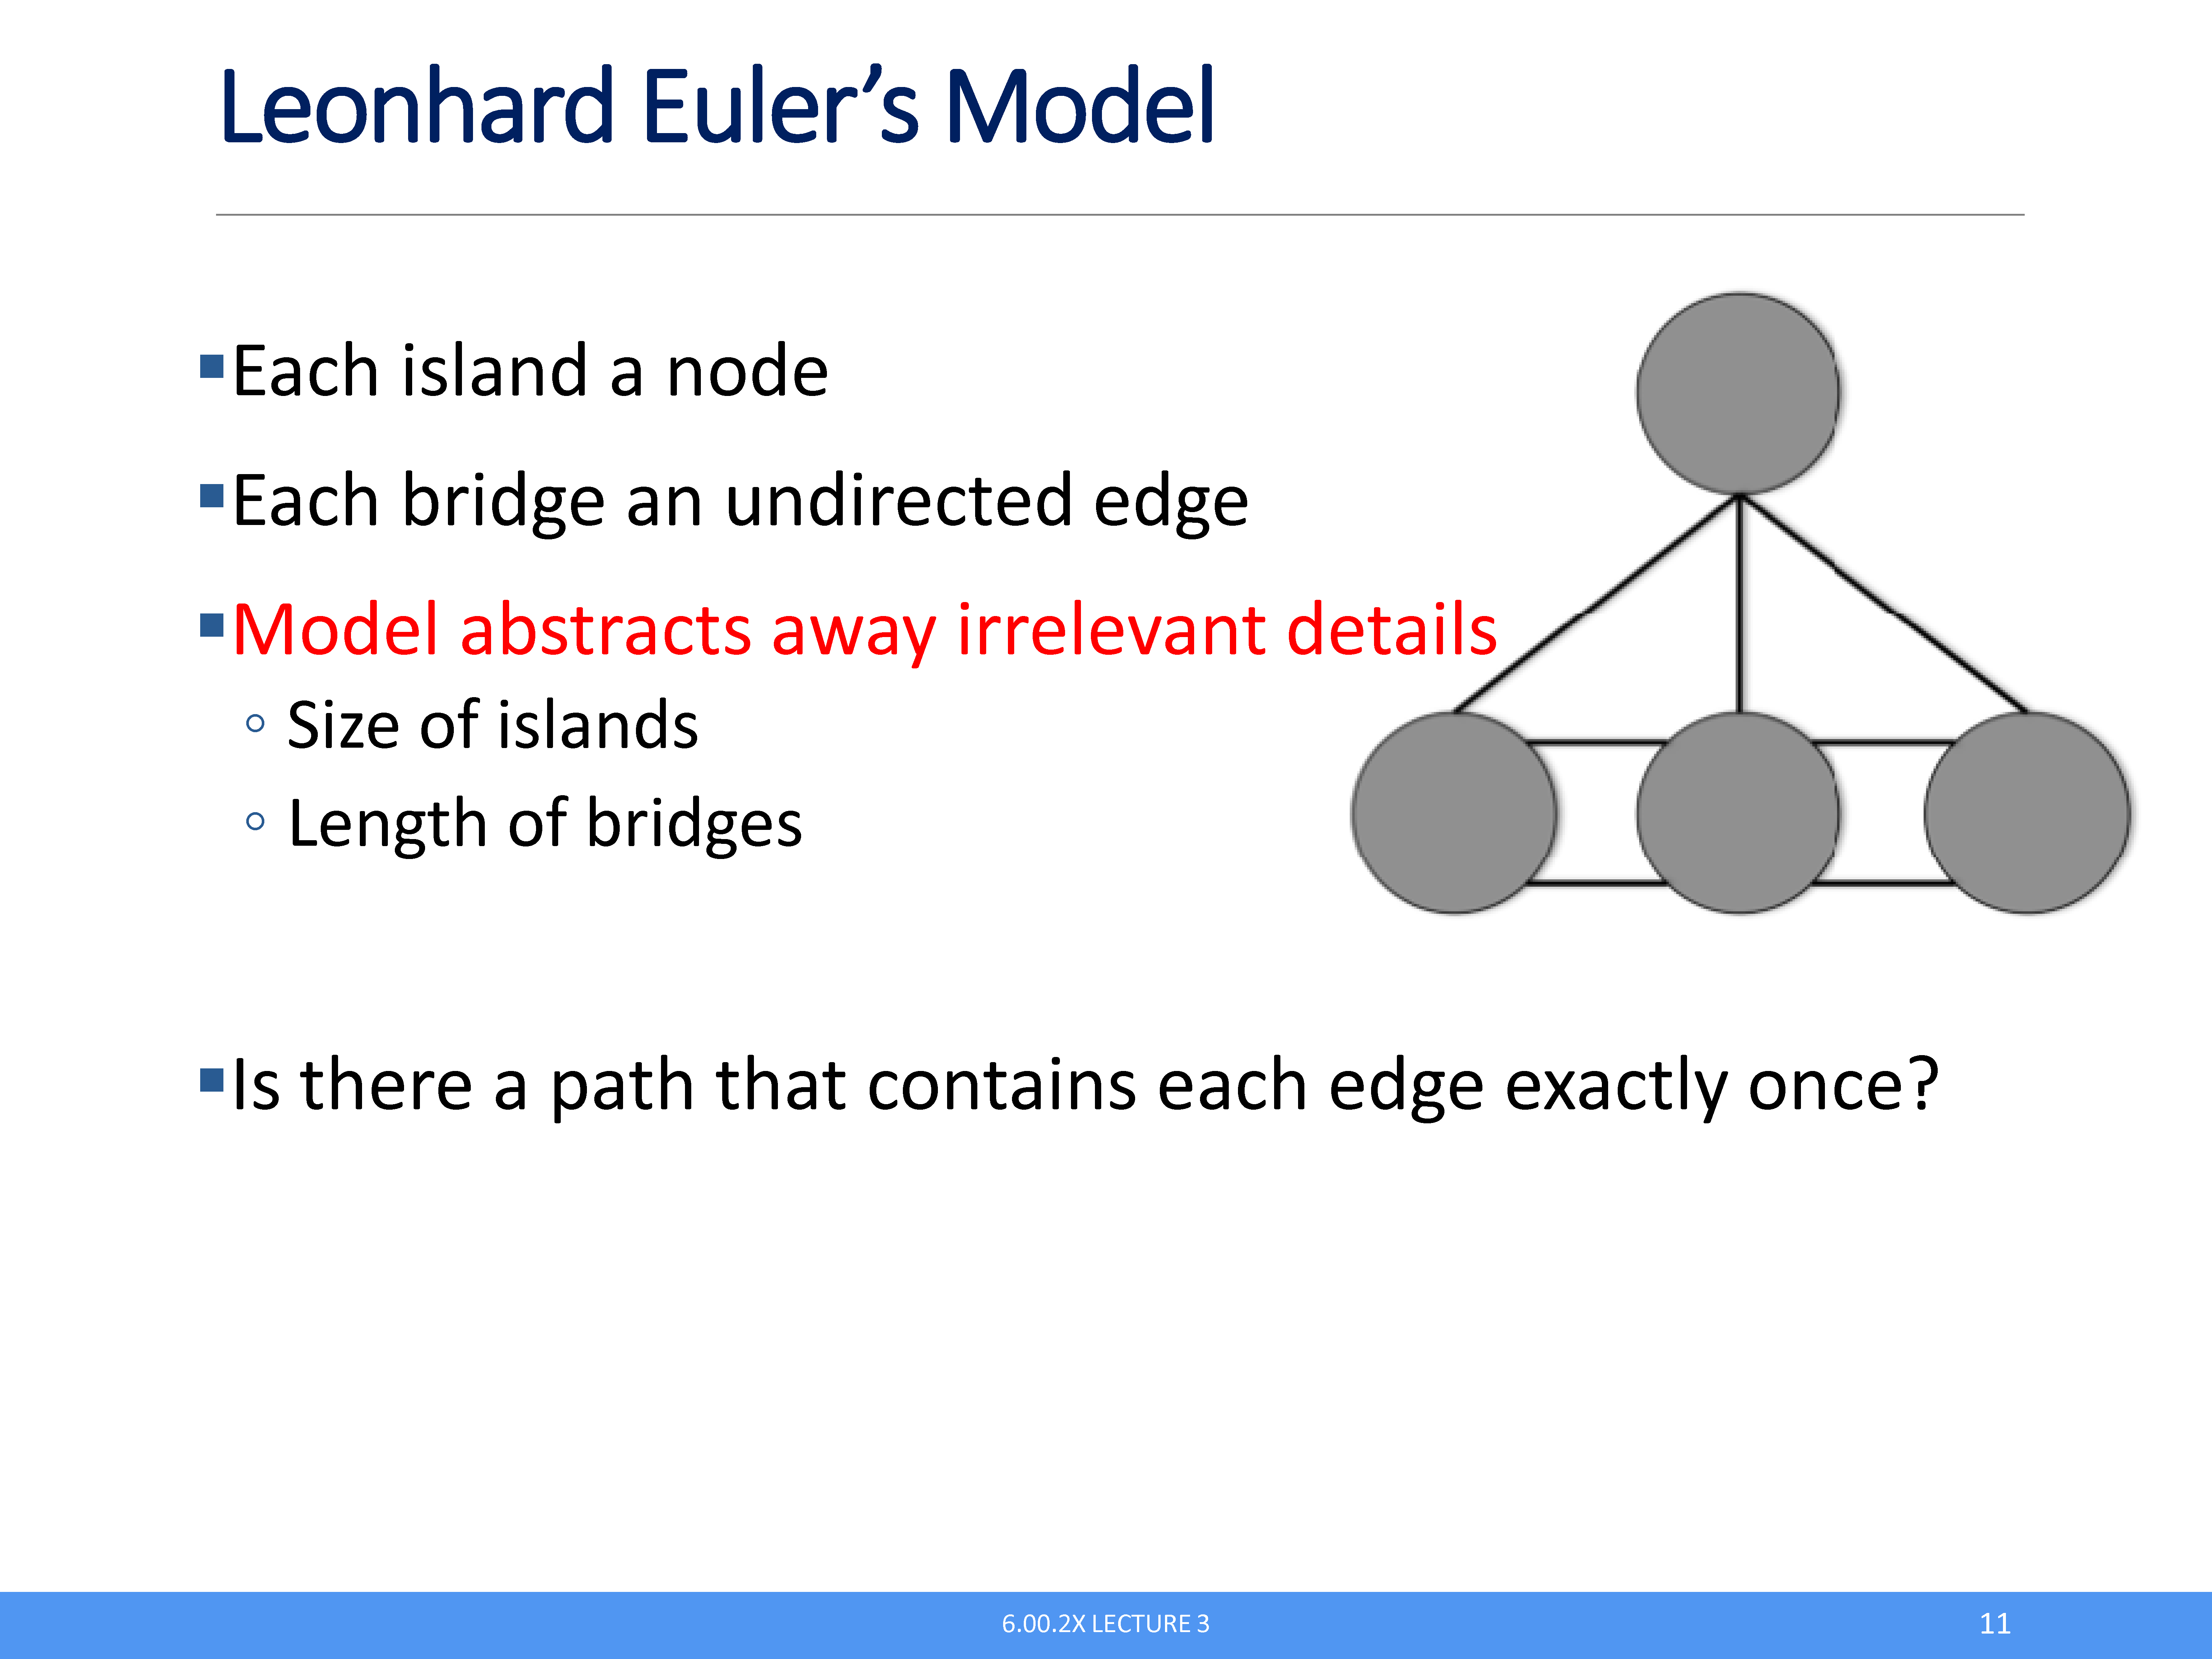 Leonhard Euler’s Model
▪Each island a node
▪Each bridge an undirected edge
▪Model abstracts away irrelevant details
◦ Size of islands
◦ Length of bridges
▪Is there a path that contains each edge exactly once?
6.00.2X LECTURE 3
11